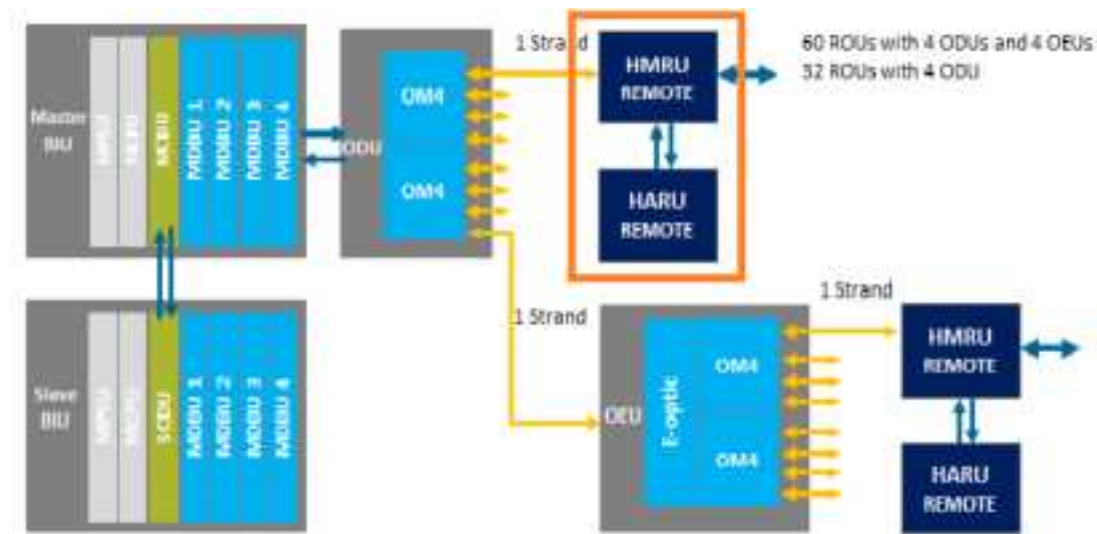 1 Strand
60 ROUs with 4 ODUs and 4 OEUs
32 ROUs with 4 ODU
Master
BIU
MDBU 1
MDBU 2
MDBU 3
MDBU 4
ODU
OM4
OM4
HMRU
REMOTE
HARU
REMOTE
Slave
BIU
MDBU 1
MDBU 2
MDBU 3
MDBU 4
1 Strand
OEU
E-optic
OM4
OM4
1 Strand
HMRU
REMOTE
HARU
REMOTE